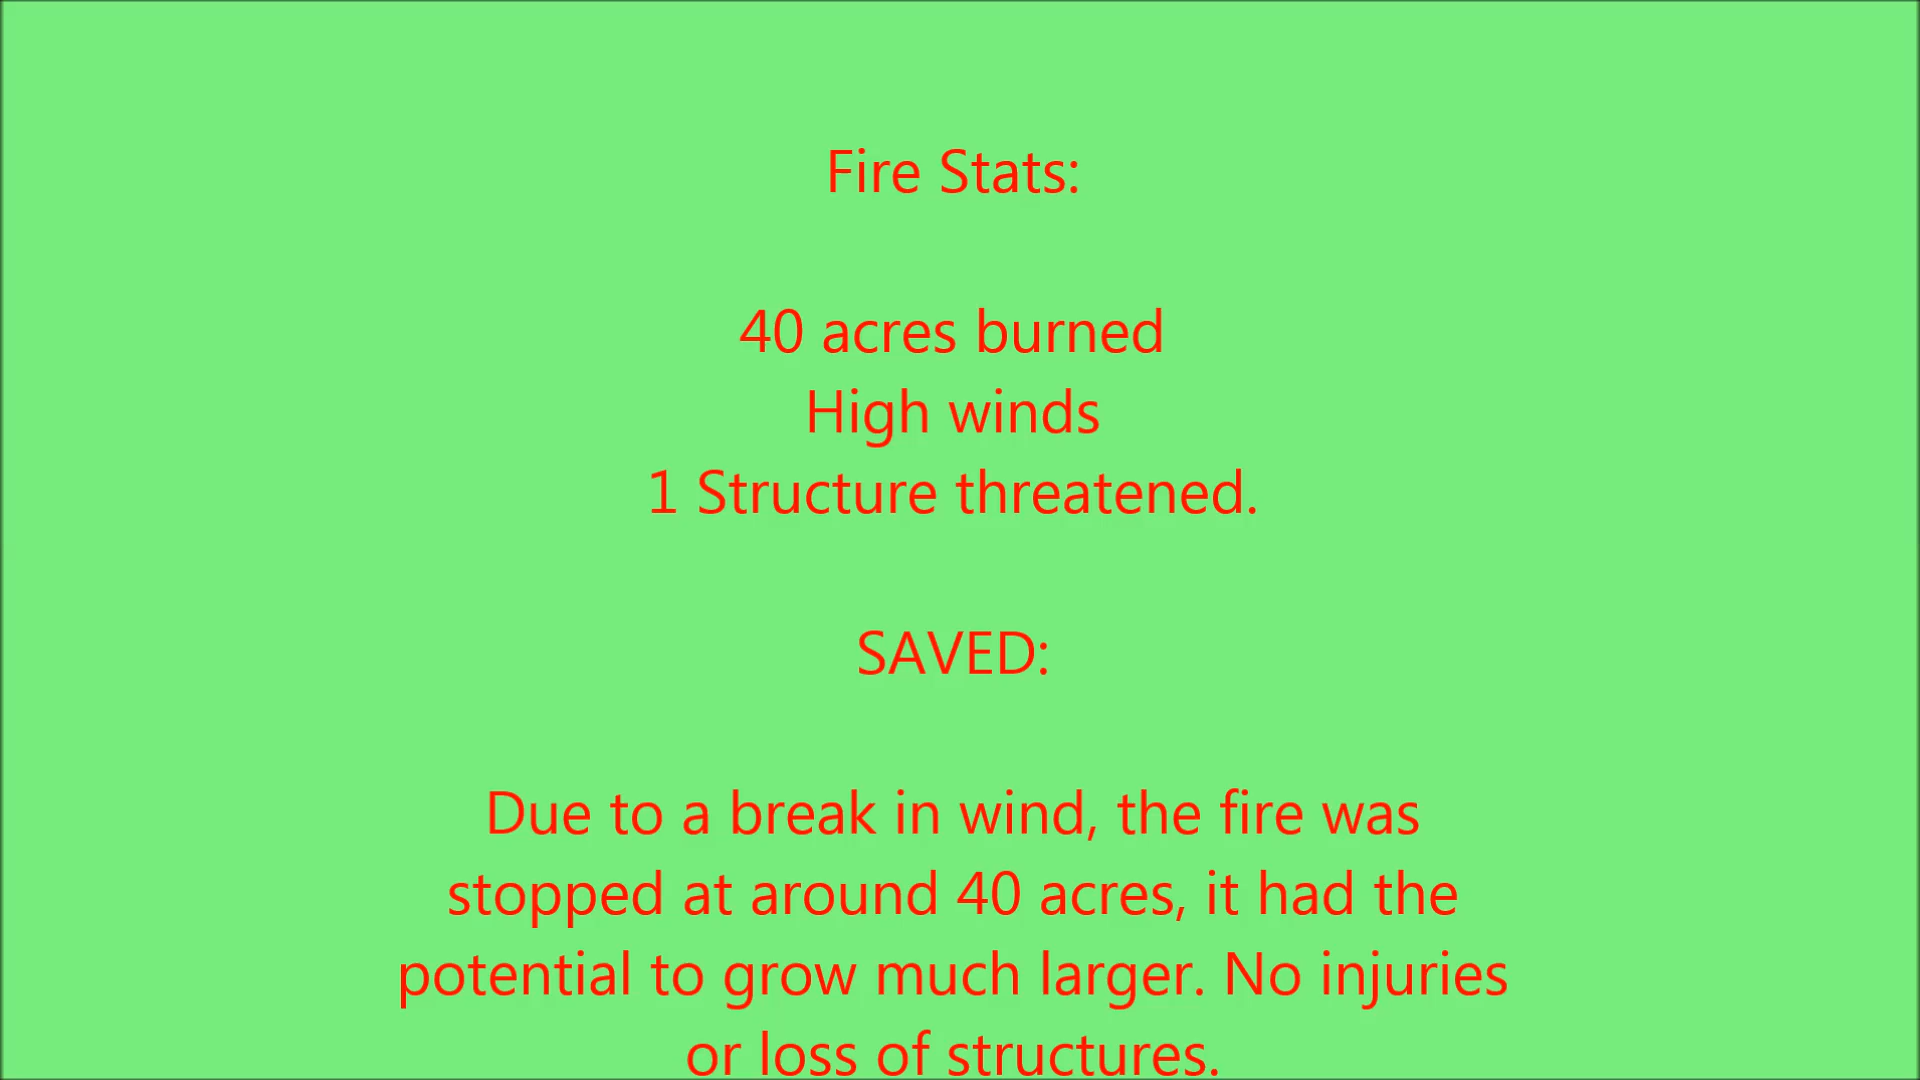 Fire Stats:
40 acres burned
High winds
1 Structure threatened.
SAVED:
Due to a break in wind, the fire was
stopped at around 40 acres, it had the
potential to grow much larger. No injuries
or loss of structures.